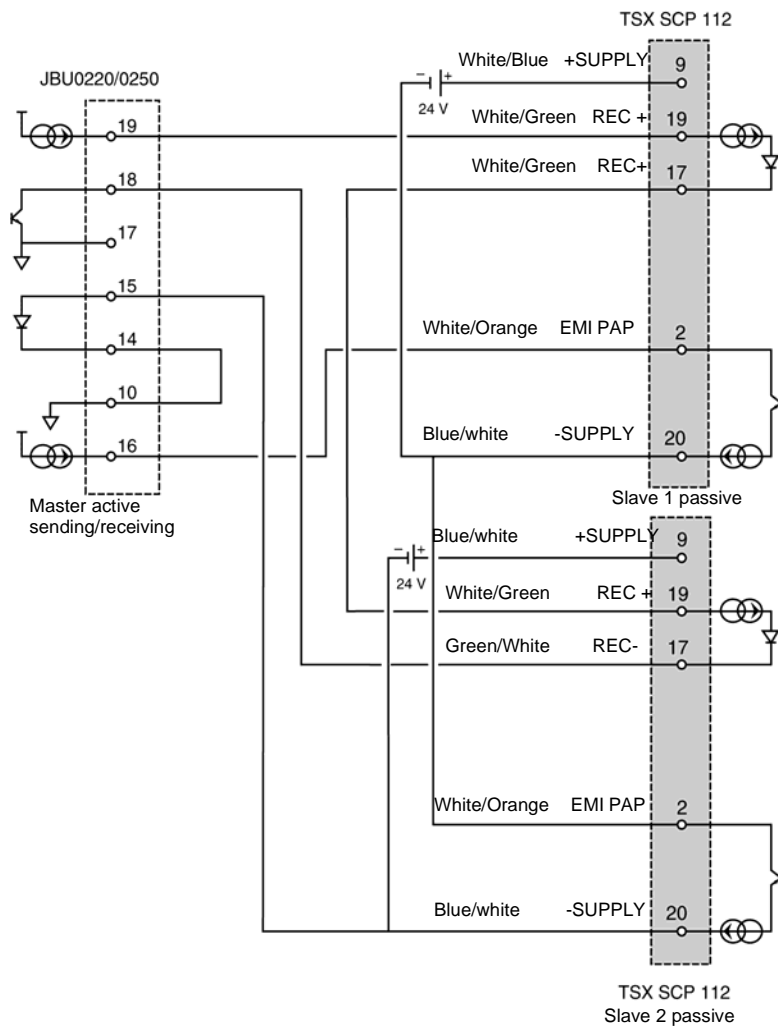 TSX SCP 112
White/Blue +SUPPLY 9
JBU0220/0250
- +
24 V
19
White/Green REC + 19
18
White/Green REC+ 17
17
15
14
White/Orange EMI PAP 2
10
16
Blue/white -SUPPLY 20
Master active
sending/receiving
Slave 1 passive
Blue/white +SUPPLY 9
- +
24 V
White/Green REC + 19
Green/White REC- 17
White/Orange EMI PAP 2
Blue/white -SUPPLY 20
TSX SCP 112
Slave 2 passive